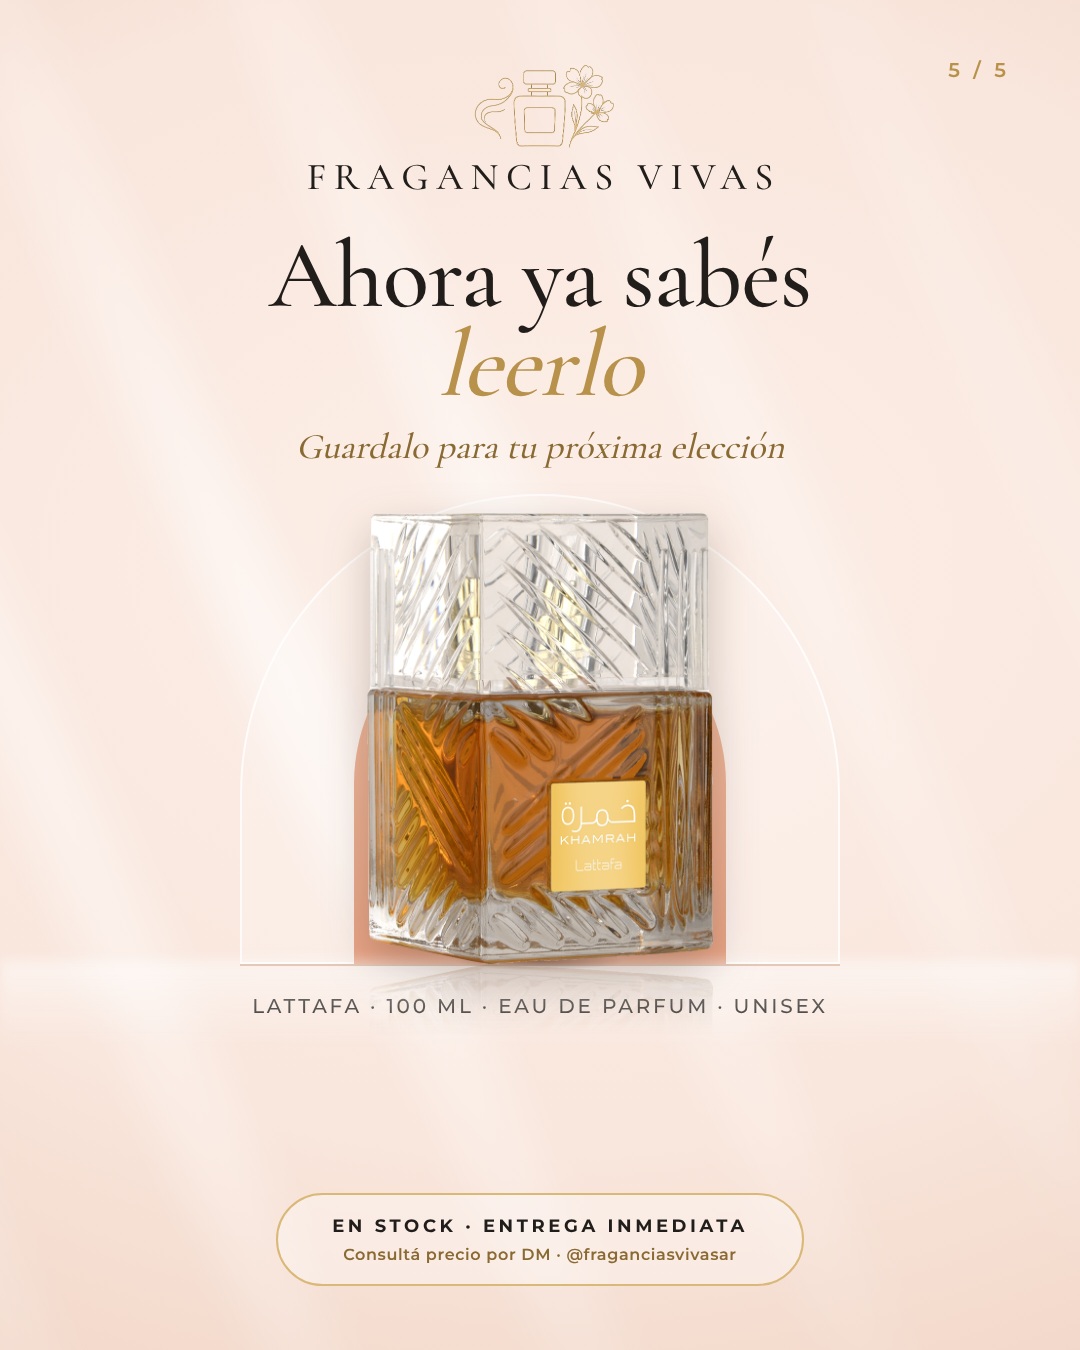 5 / 5
FRAGANCIAS VIVAS
Ahora ya sabés
leerlo
Guardalo para tu próxima elección
خمرة
KHAMRAH
Lattafa
LATTAFA · 100 ML · EAU DE PARFUM · UNISEX
EN STOCK · ENTREGA INMEDIATA
Consultá precio por DM · @fraganciasvivasar